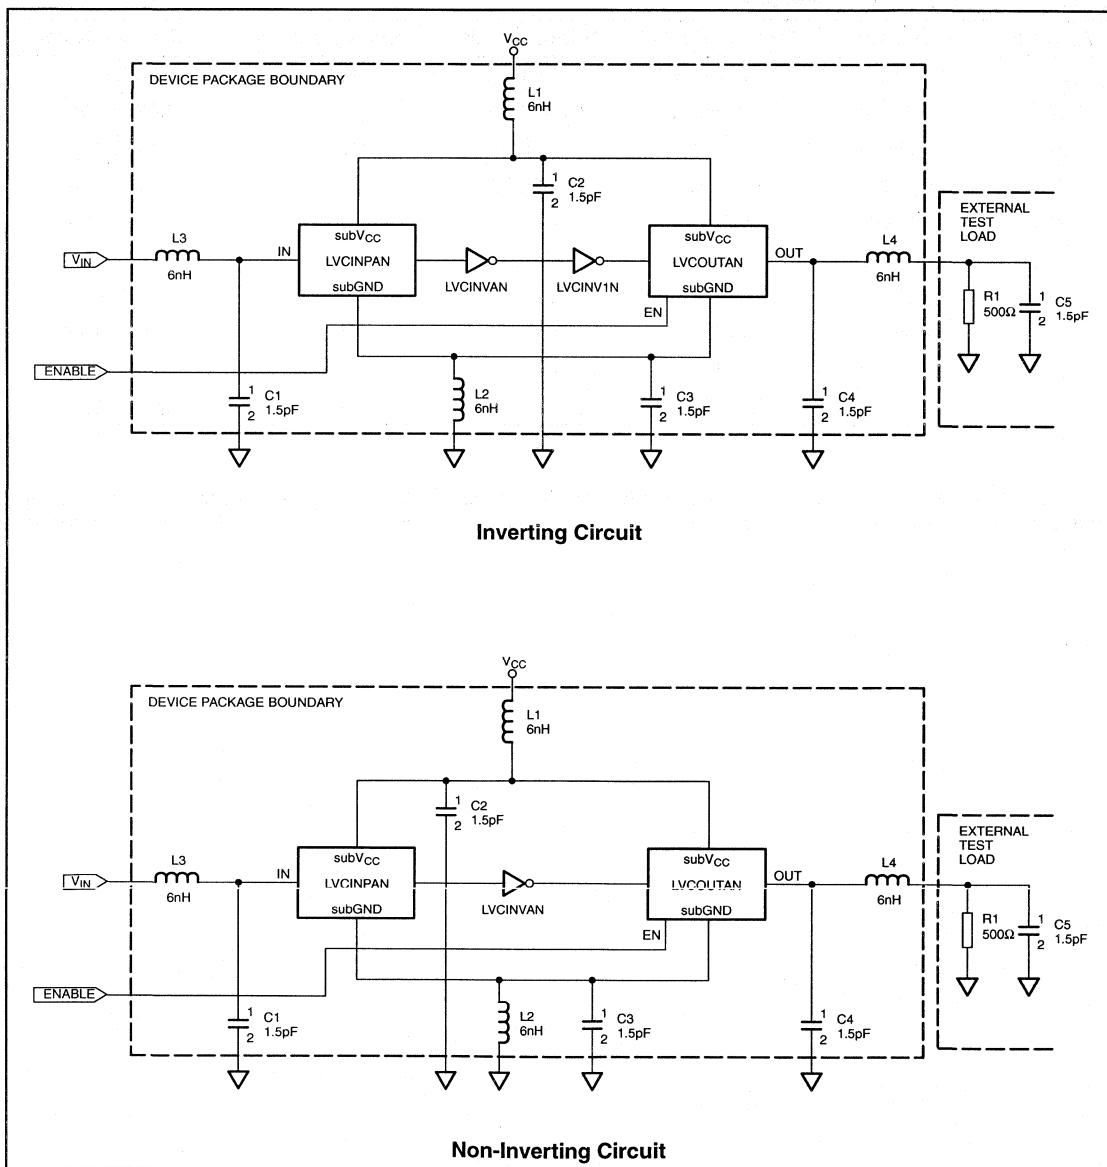 VCC
DEVICE PACKAGE BOUNDARY
L1
6nH
1
2
C2
1.5pF
EXTERNAL
TEST
LOAD
L3
6nH
VIN
IN
subVCC
LVCINPAN
subGND
LVCINVAN
LVCINV1N
subVCC
LVCOUTAN
subGND
EN
OUT
L4
6nH
R1
500Ω
1
2
C5
1.5pF
ENABLE
1
2
C1
1.5pF
L2
6nH
1
2
C3
1.5pF
1
2
C4
1.5pF
Inverting Circuit
VCC
DEVICE PACKAGE BOUNDARY
L1
6nH
1
2
C2
1.5pF
EXTERNAL
TEST
LOAD
L3
6nH
VIN
IN
subVCC
LVCINPAN
subGND
LVCINVAN
subVCC
LVCOUTAN
subGND
EN
OUT
L4
6nH
R1
500Ω
1
2
C5
1.5pF
ENABLE
1
2
C1
1.5pF
L2
6nH
1
2
C3
1.5pF
1
2
C4
1.5pF
Non-Inverting Circuit